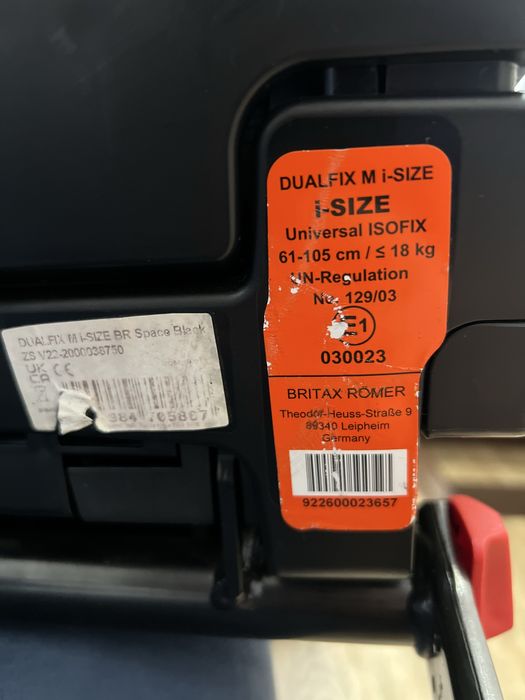 DUALFIX M i-SIZE
i-SIZE
Universal ISOFIX
61-105 cm / ≤ 18 kg
UN-Regulation
No. 129/03
E1
030023
BRITAX RÖMER
Theodor-Heuss-Straße 9
89340 Leipheim
Germany
922600023657
DUALFIX M i-SIZE BR Space Black
ZS V22-2000036750
UK
CA
CE